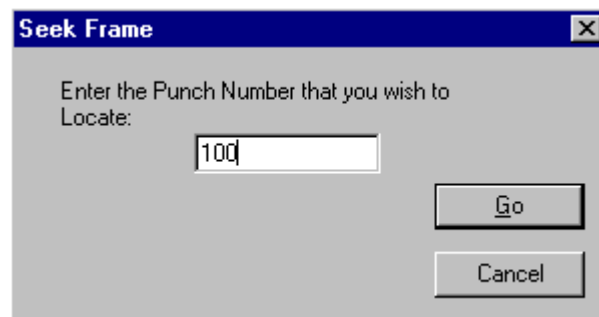 Seek Frame
Enter the Punch Number that you wish to
Locate:
100
Go
Cancel